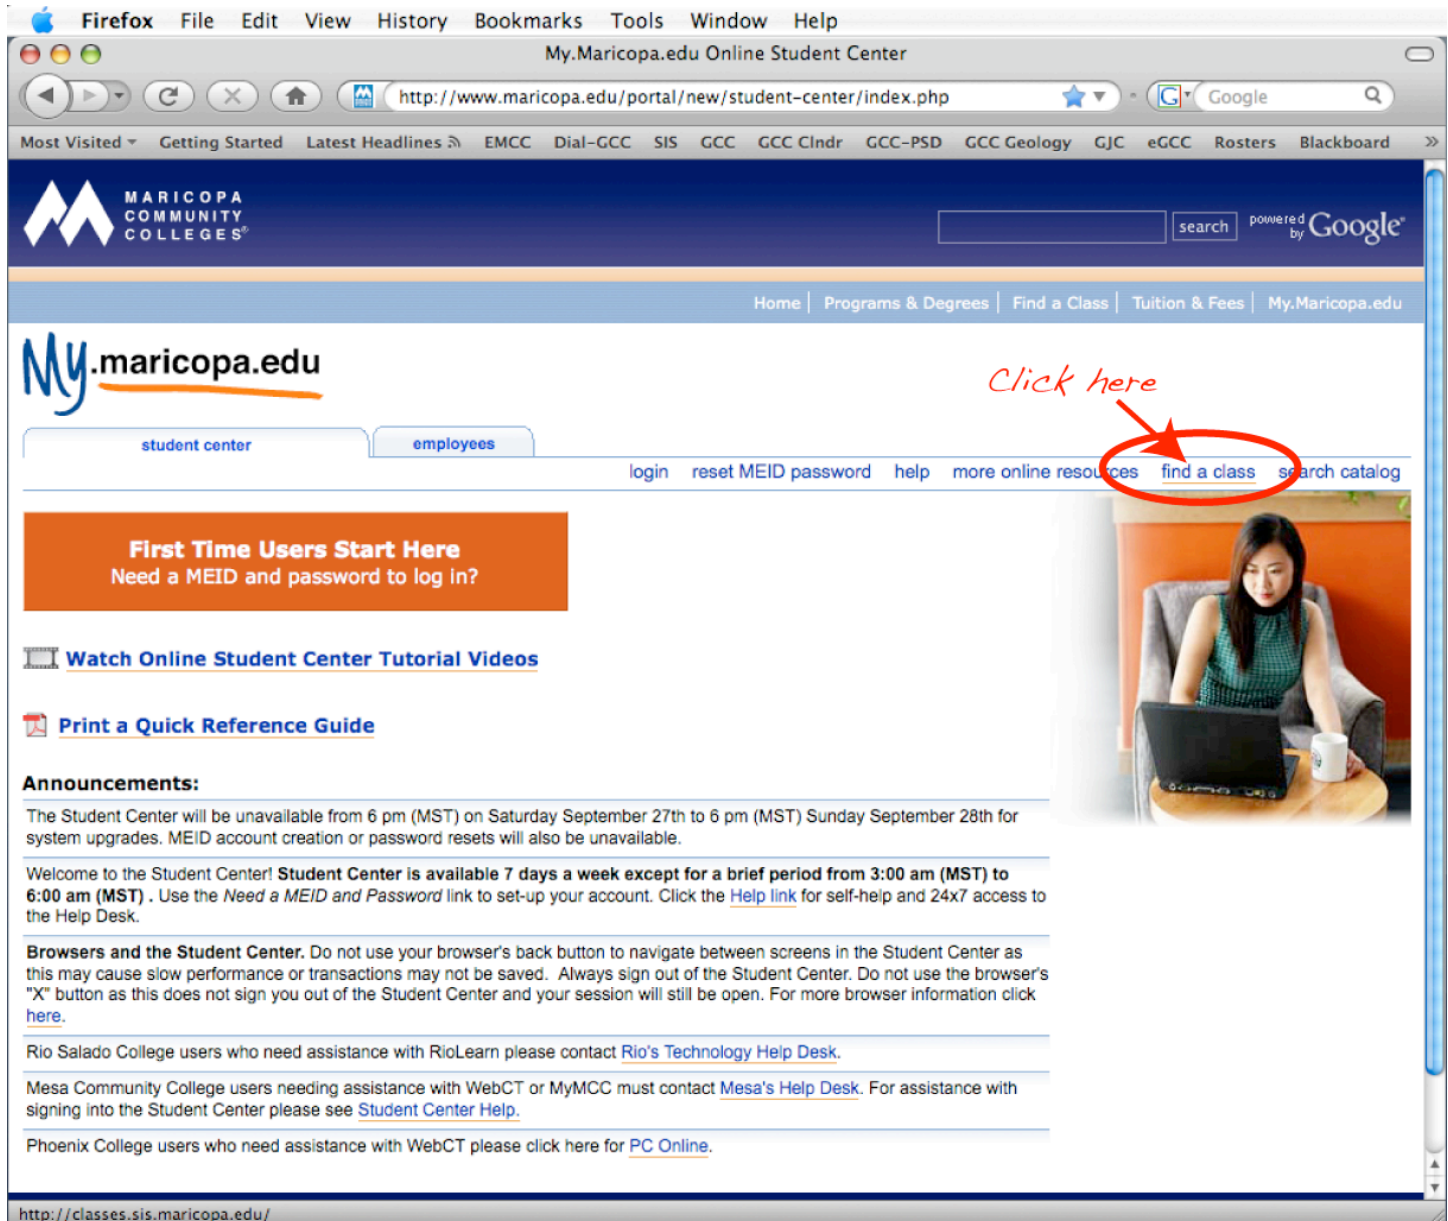 Firefox File Edit View History Bookmarks Tools Window Help
My.Maricopa.edu Online Student Center
http://www.maricopa.edu/portal/new/student-center/index.php
G
Google
Most Visited Getting Started Latest Headlines EMCC Dial-GCC SIS GCC GCC Clndr GCC-PSD GCC Geology GJC eGCC Rosters Blackboard »
MARICOPA
COMMUNITY
COLLEGES®
search
powered by Google™
Home | Programs & Degrees | Find a Class | Tuition & Fees | My.Maricopa.edu
My.maricopa.edu
Click here
student center employees
login reset MEID password help more online resources find a class search catalog
First Time Users Start Here
Need a MEID and password to log in?
Watch Online Student Center Tutorial Videos
Print a Quick Reference Guide
Announcements:
The Student Center will be unavailable from 6 pm (MST) on Saturday September 27th to 6 pm (MST) Sunday September 28th for
system upgrades. MEID account creation or password resets will also be unavailable.
Welcome to the Student Center! Student Center is available 7 days a week except for a brief period from 3:00 am (MST) to
6:00 am (MST) . Use the Need a MEID and Password link to set-up your account. Click the Help link for self-help and 24x7 access to
the Help Desk.
Browsers and the Student Center. Do not use your browser's back button to navigate between screens in the Student Center as
this may cause slow performance or transactions may not be saved. Always sign out of the Student Center. Do not use the browser's
"X" button as this does not sign you out of the Student Center and your session will still be open. For more browser information click
here.
Rio Salado College users who need assistance with RioLearn please contact Rio's Technology Help Desk.
Mesa Community College users needing assistance with WebCT or MyMCC must contact Mesa's Help Desk. For assistance with
signing into the Student Center please see Student Center Help.
Phoenix College users who need assistance with WebCT please click here for PC Online.
http://classes.sis.maricopa.edu/